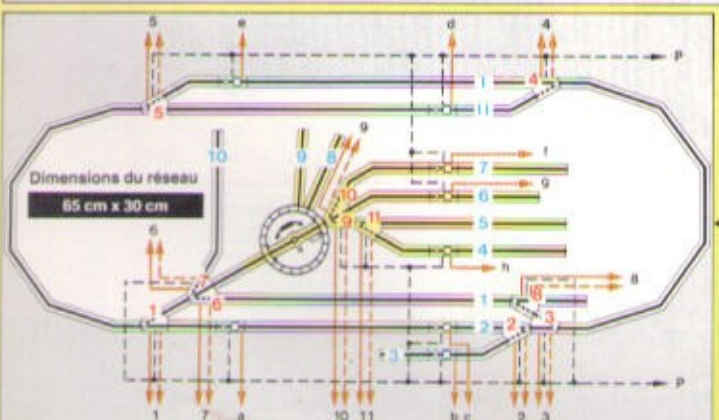 5 e d 4
P
I 4
5 II
10 9 8 9 7 f
Dimensions du réseau
65 cm x 30 cm
10 6 g
9 11 5
4
6 h
6 1 8 8
1 2 2 3
3
P
1 7 a 10 11 b c 2 3